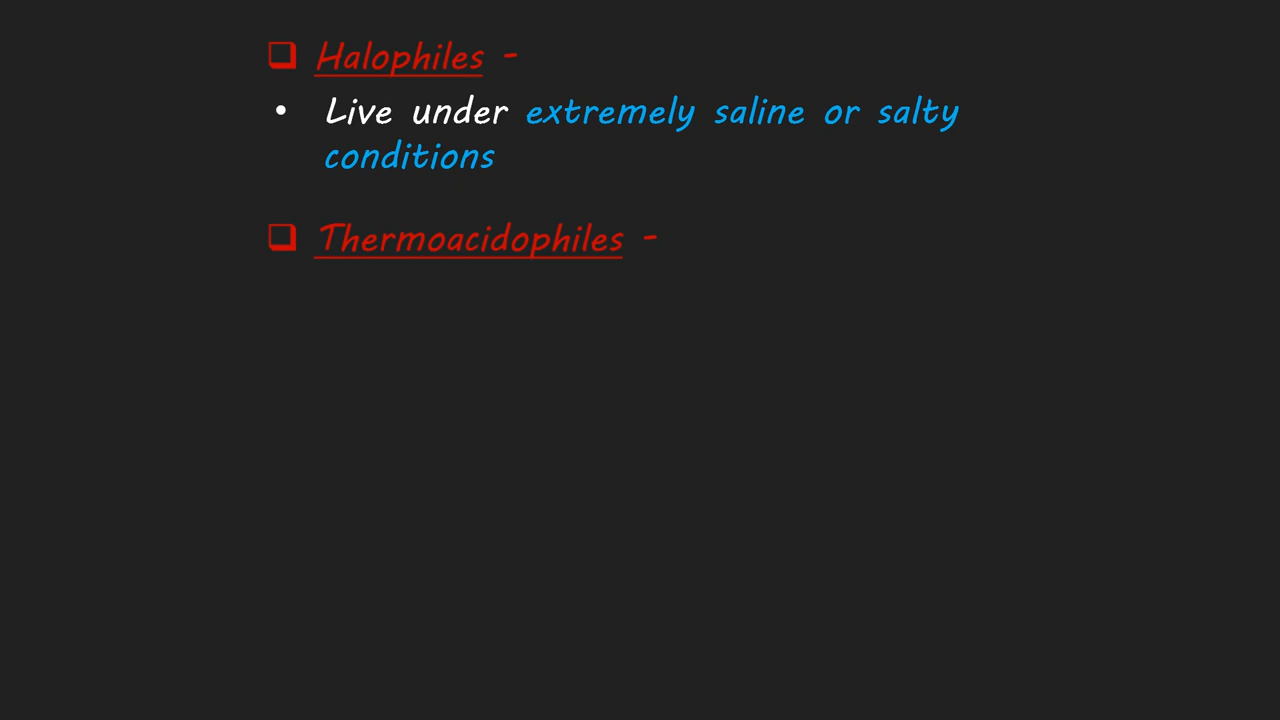 ❑ Halophiles -
• Live under extremely saline or salty
conditions
❑ Thermoacidophiles -